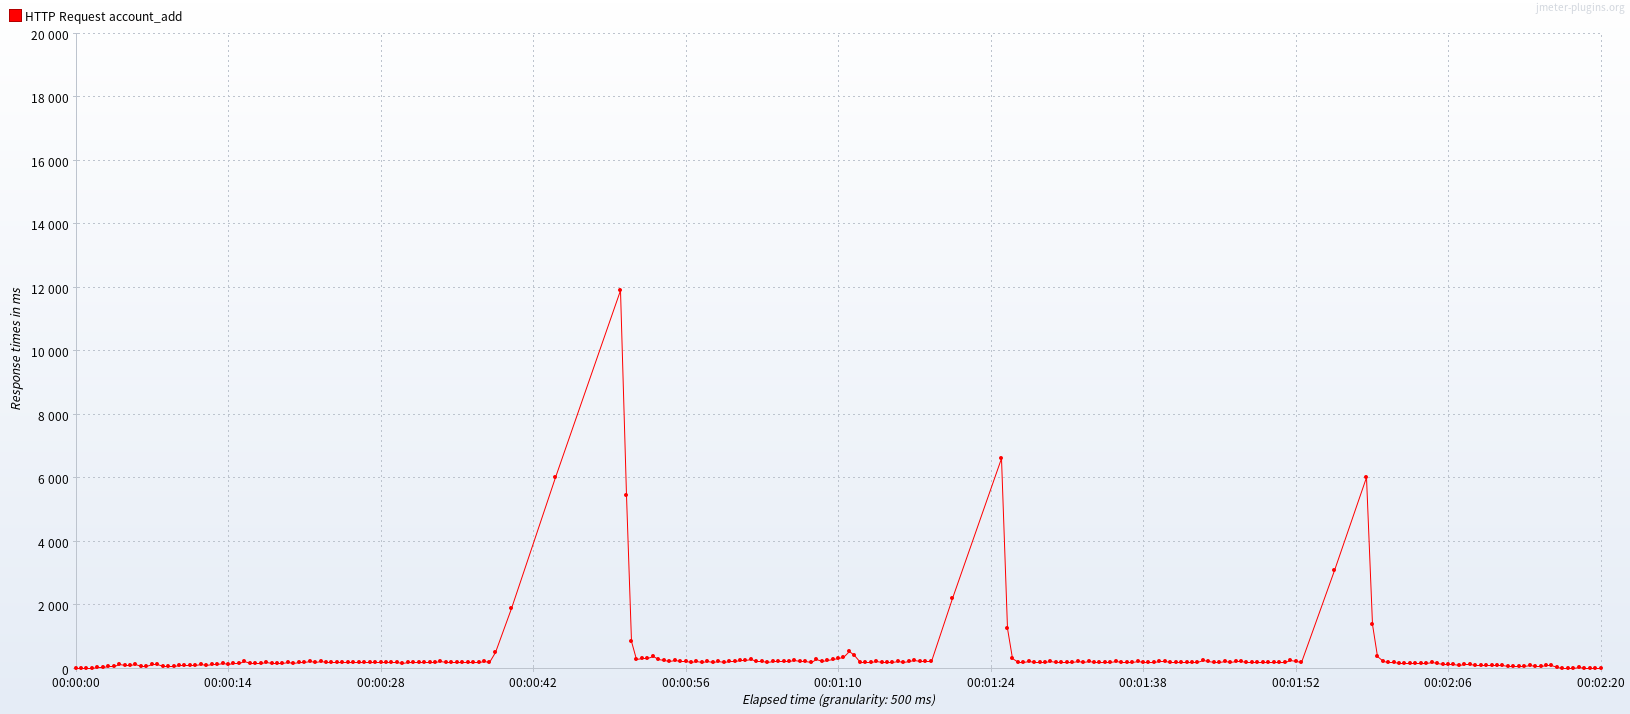 HTTP Request account_add
jmeter-plugins.org
20 000
18 000
16 000
14 000
12 000
10 000
8 000
6 000
4 000
2 000
0
Response times in ms
00:00:00 00:00:14 00:00:28 00:00:42 00:00:56 00:01:10 00:01:24 00:01:38 00:01:52 00:02:06 00:02:20
Elapsed time (granularity: 500 ms)